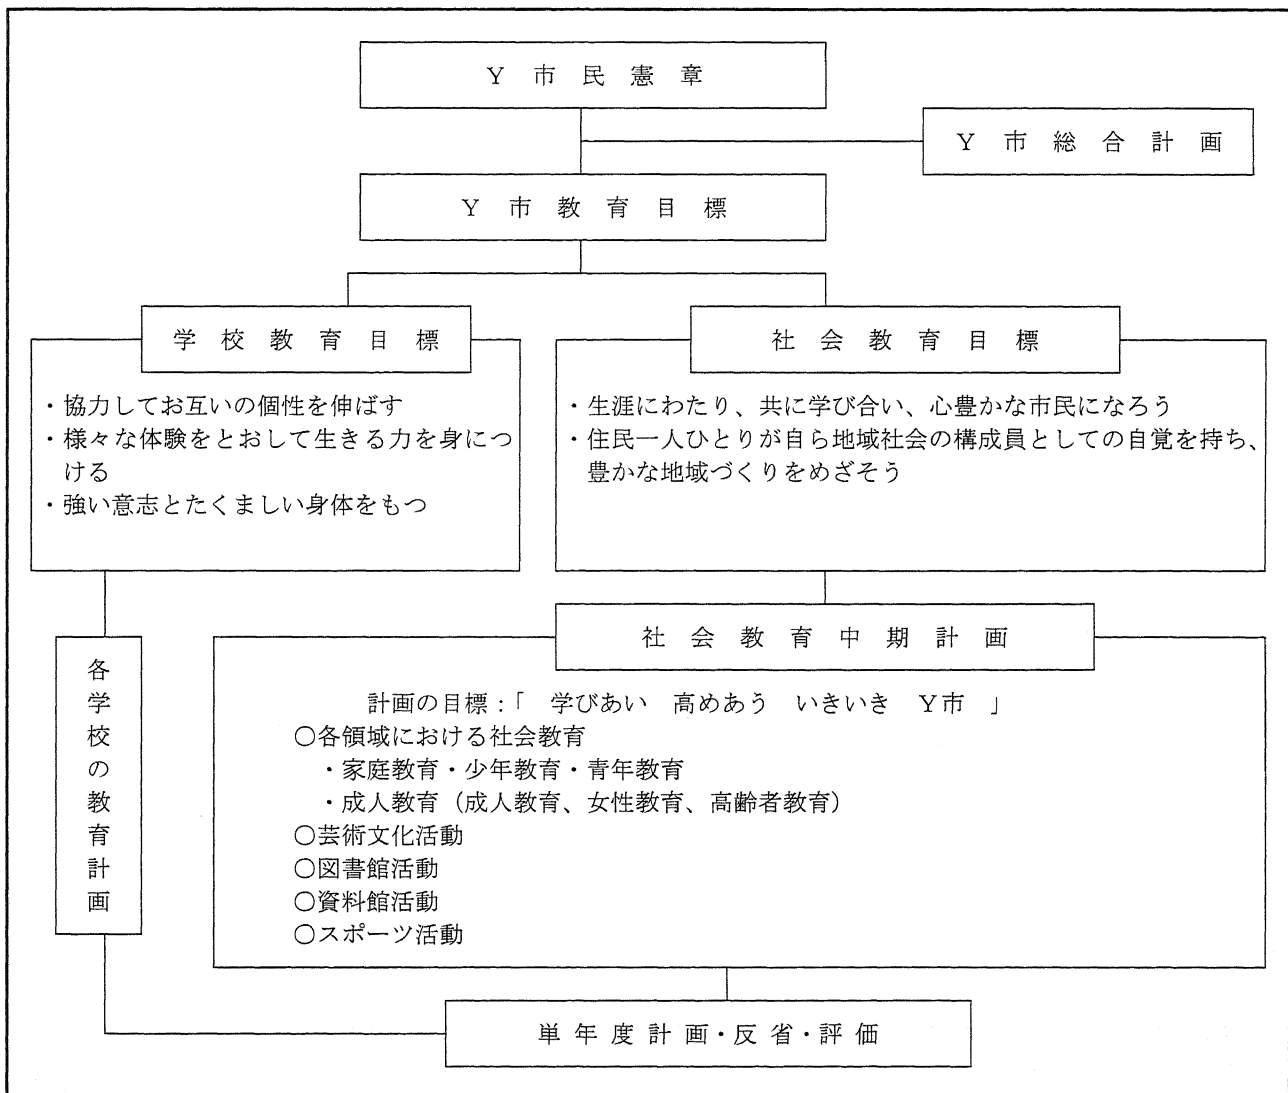 Y市民憲章
Y市総合計画
Y市教育目標
学校教育目標
・協力してお互いの個性を伸ばす
・様々な体験をとおして生きる力を身につ
ける
・強い意志とたくましい身体をもつ
社会教育目標
・生涯にわたり、共に学び合い、心豊かな市民になろう
・住民一人ひとりが自ら地域社会の構成員としての自覚を持ち、
豊かな地域づくりをめざそう
各学校の教育計画
社会教育中期計画
計画の目標:「 学びあい 高めあう いきいき Y市 」
○各領域における社会教育
・家庭教育・少年教育・青年教育
・成人教育(成人教育、女性教育、高齢者教育)
○芸術文化活動
○図書館活動
○資料館活動
○スポーツ活動
単年度計画・反省・評価